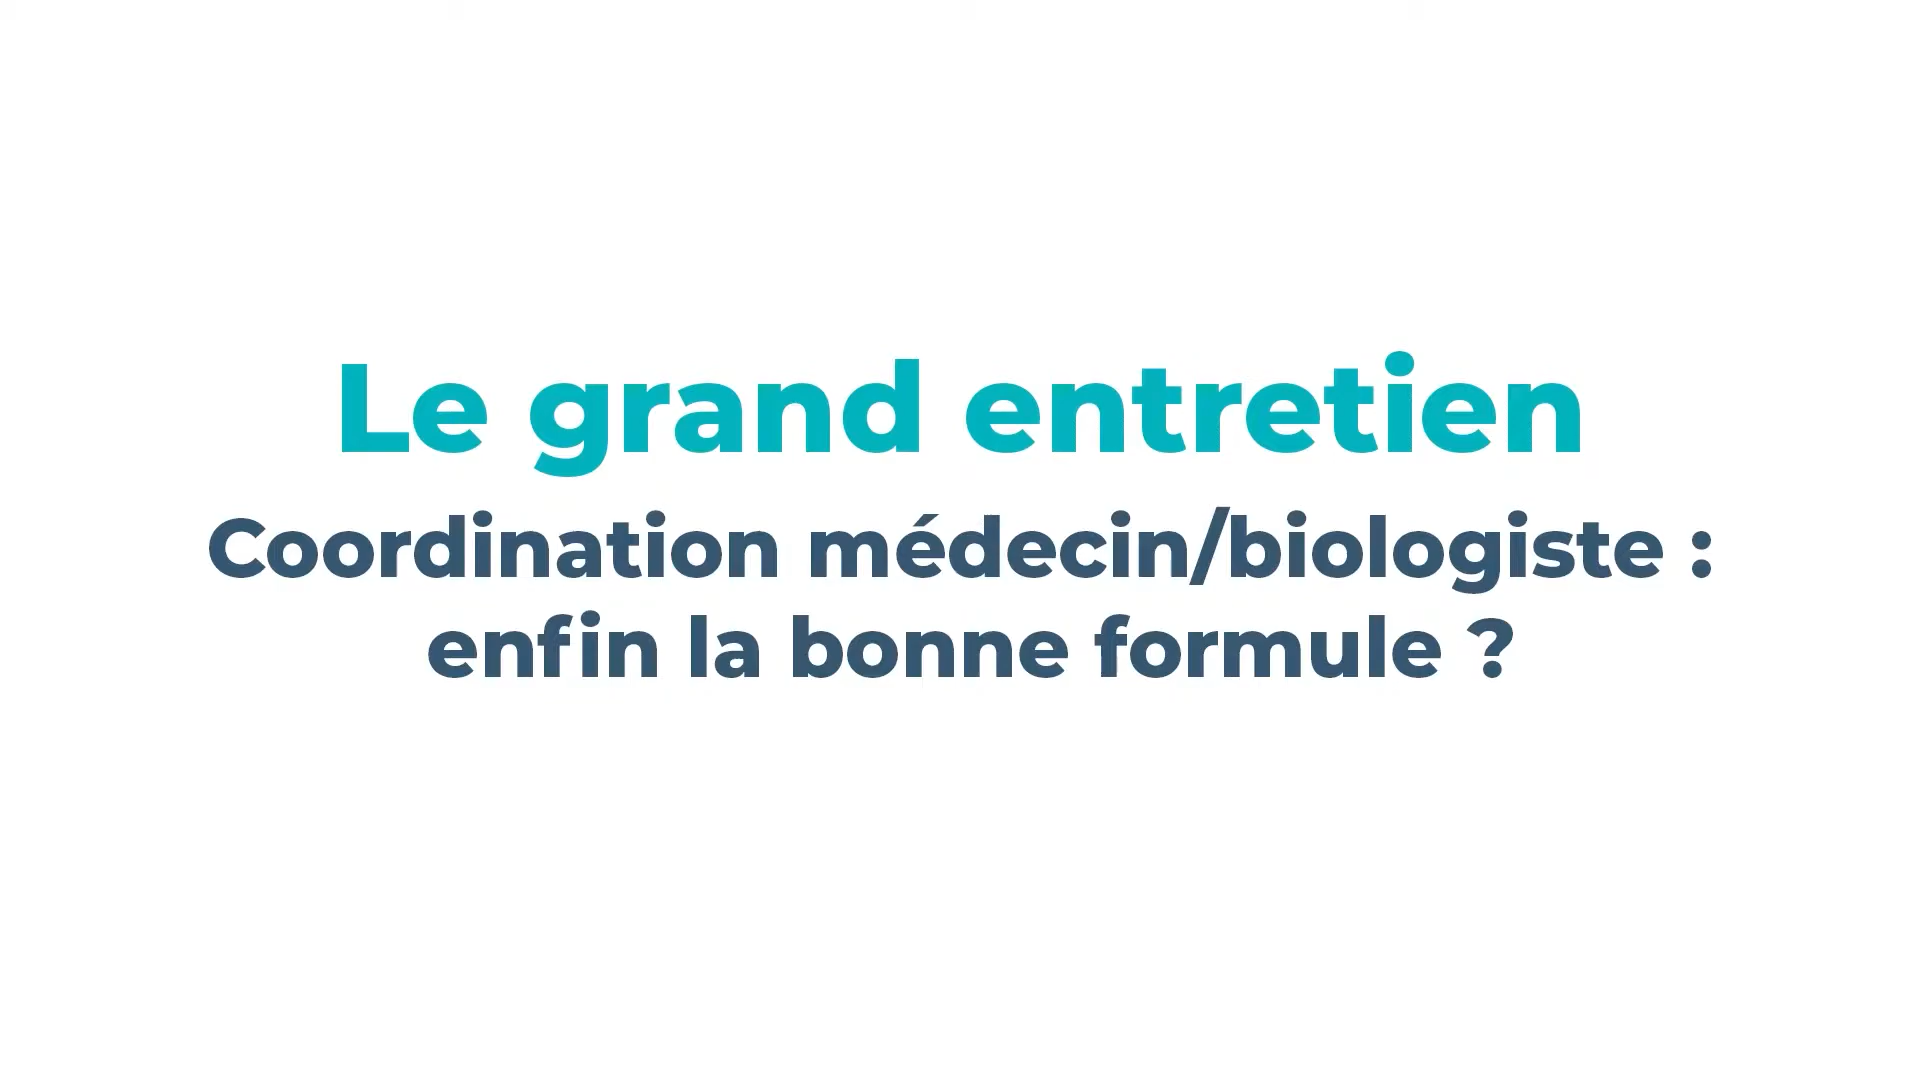 Le grand entretien
Coordination médecin/biologiste :
enfin la bonne formule ?